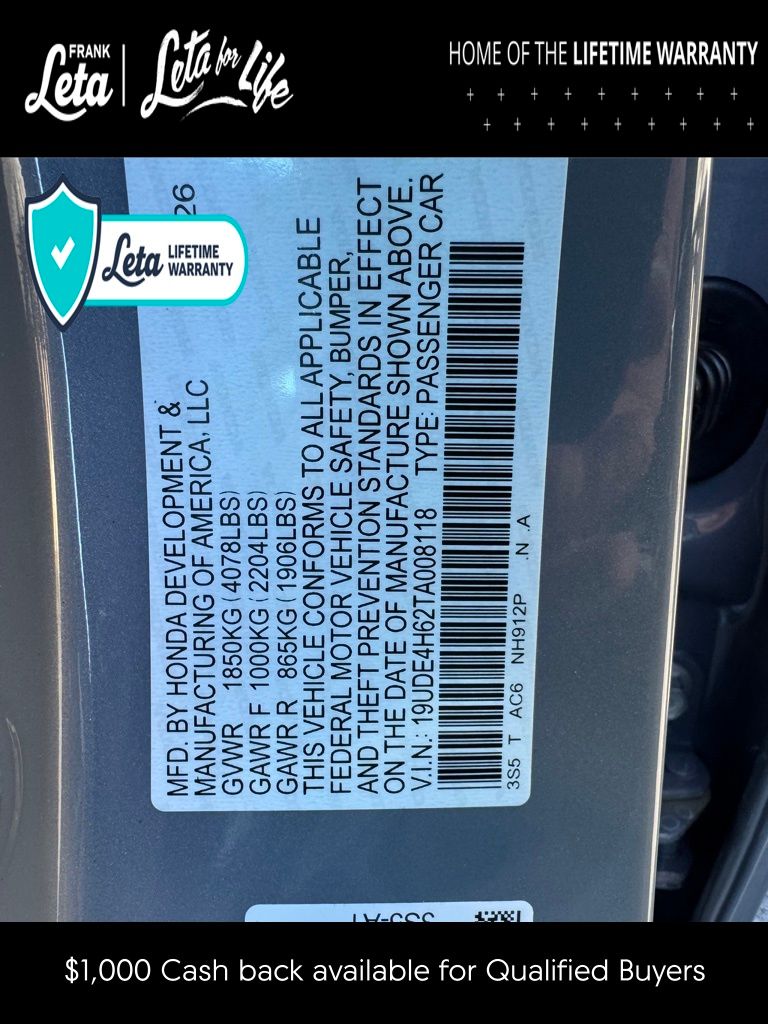 FRANK
Leta
Leta for Life
HOME OF THE LIFETIME WARRANTY
Leta LIFETIME
WARRANTY
26
MFD. BY HONDA DEVELOPMENT &
MANUFACTURING OF AMERICA, LLC
GVWR 1850KG (4078LBS)
GAWR F 1000KG (2204LBS)
GAWR R 865KG (1906LBS)
THIS VEHICLE CONFORMS TO ALL APPLICABLE
FEDERAL MOTOR VEHICLE SAFETY, BUMPER,
AND THEFT PREVENTION STANDARDS IN EFFECT
ON THE DATE OF MANUFACTURE SHOWN ABOVE.
V.I.N.: 19UDE4H62TA008118 TYPE: PASSENGER CAR
3S5 T AC6 NH912P .N .A
3S5-A1
$1,000 Cash back available for Qualified Buyers